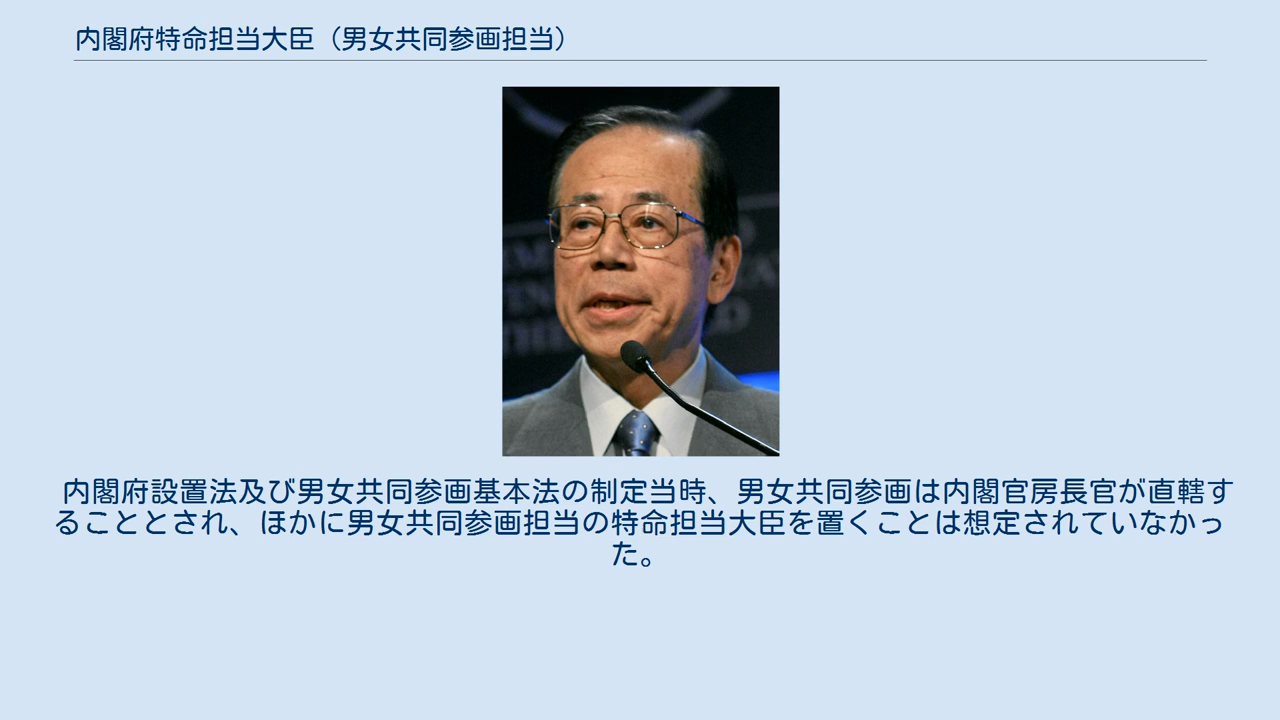 内閣府特命担当大臣（男女共同参画担当）
内閣府設置法及び男女共同参画基本法の制定当時、男女共同参画は内閣官房長官が直轄す
ることとされ、ほかに男女共同参画担当の特命担当大臣を置くことは想定されていなかっ
た。